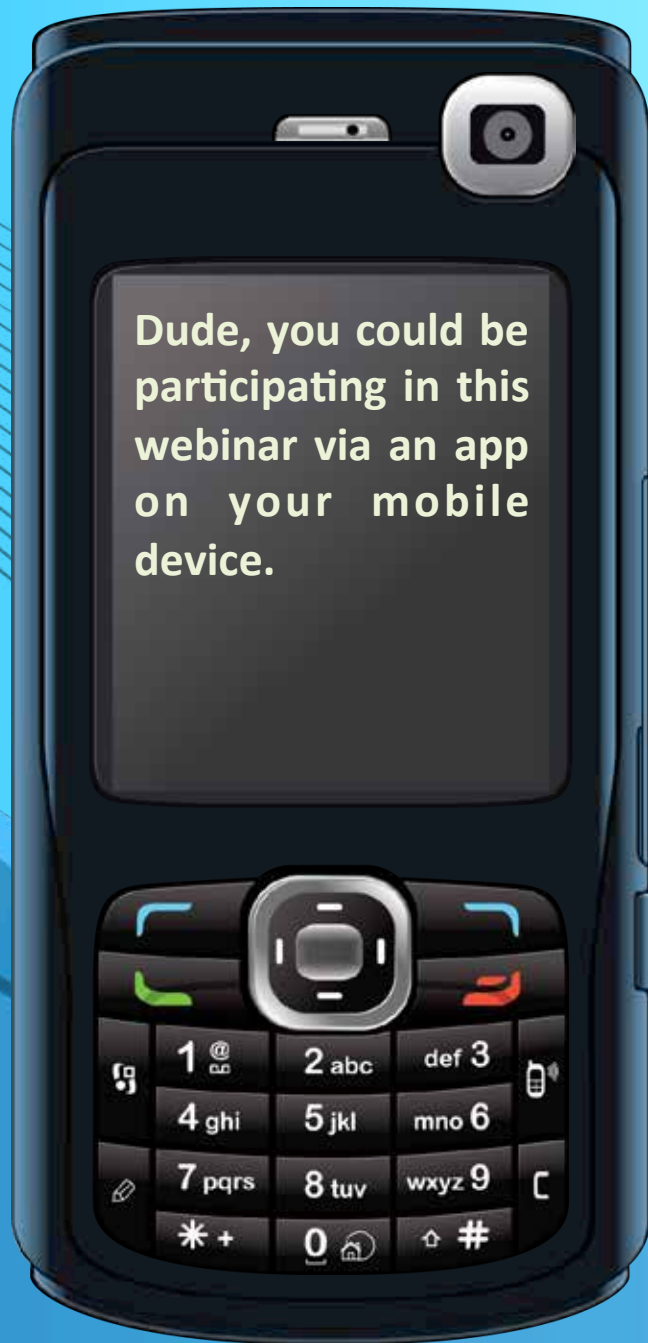 Dude, you could be
participating in this
webinar via an app
on your mobile
device.
1 @
2 abc
def 3
4 ghi
5 jkl
mno 6
7 pqrs
8 tuv
wxyz 9
* +
0
#